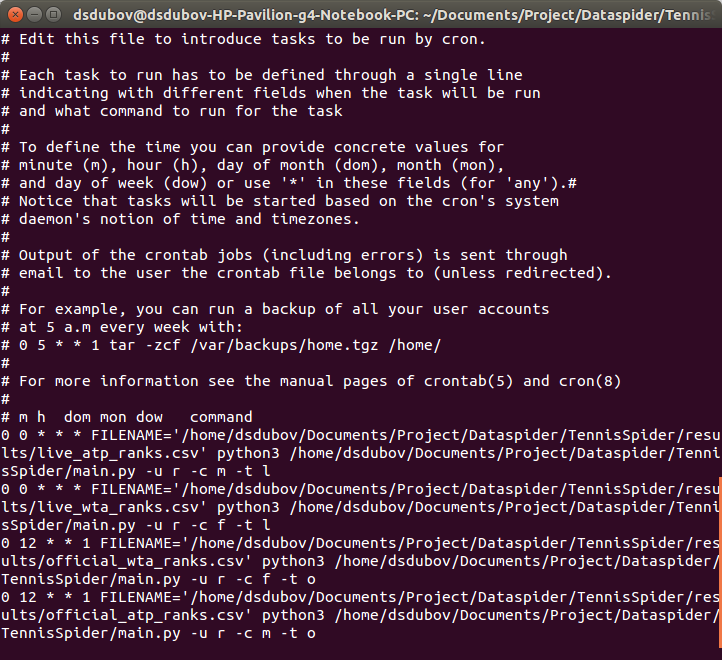 dsdubov@dsdubov-HP-Pavilion-g4-Notebook-PC: ~/Documents/Project/Dataspider/Tennis
# Edit this file to introduce tasks to be run by cron.
#
# Each task to run has to be defined through a single line
# indicating with different fields when the task will be run
# and what command to run for the task
#
# To define the time you can provide concrete values for
# minute (m), hour (h), day of month (dom), month (mon),
# and day of week (dow) or use '*' in these fields (for 'any').#
# Notice that tasks will be started based on the cron's system
# daemon's notion of time and timezones.
#
# Output of the crontab jobs (including errors) is sent through
# email to the user the crontab file belongs to (unless redirected).
#
# For example, you can run a backup of all your user accounts
# at 5 a.m every week with:
# 0 5 * * 1 tar -zcf /var/backups/home.tgz /home/
#
# For more information see the manual pages of crontab(5) and cron(8)
#
# m h  dom mon dow   command
0 0 * * * FILENAME='/home/dsdubov/Documents/Project/Dataspider/TennisSpider/resu
lts/live_atp_ranks.csv' python3 /home/dsdubov/Documents/Project/Dataspider/Tenni
sSpider/main.py -u r -c m -t l
0 0 * * * FILENAME='/home/dsdubov/Documents/Project/Dataspider/TennisSpider/resu
lts/live_wta_ranks.csv' python3 /home/dsdubov/Documents/Project/Dataspider/Tenni
sSpider/main.py -u r -c f -t l
0 12 * * 1 FILENAME='/home/dsdubov/Documents/Project/Dataspider/TennisSpider/res
ults/official_wta_ranks.csv' python3 /home/dsdubov/Documents/Project/Dataspider/
TennisSpider/main.py -u r -c f -t o
0 12 * * 1 FILENAME='/home/dsdubov/Documents/Project/Dataspider/TennisSpider/res
ults/official_atp_ranks.csv' python3 /home/dsdubov/Documents/Project/Dataspider/
TennisSpider/main.py -u r -c m -t o